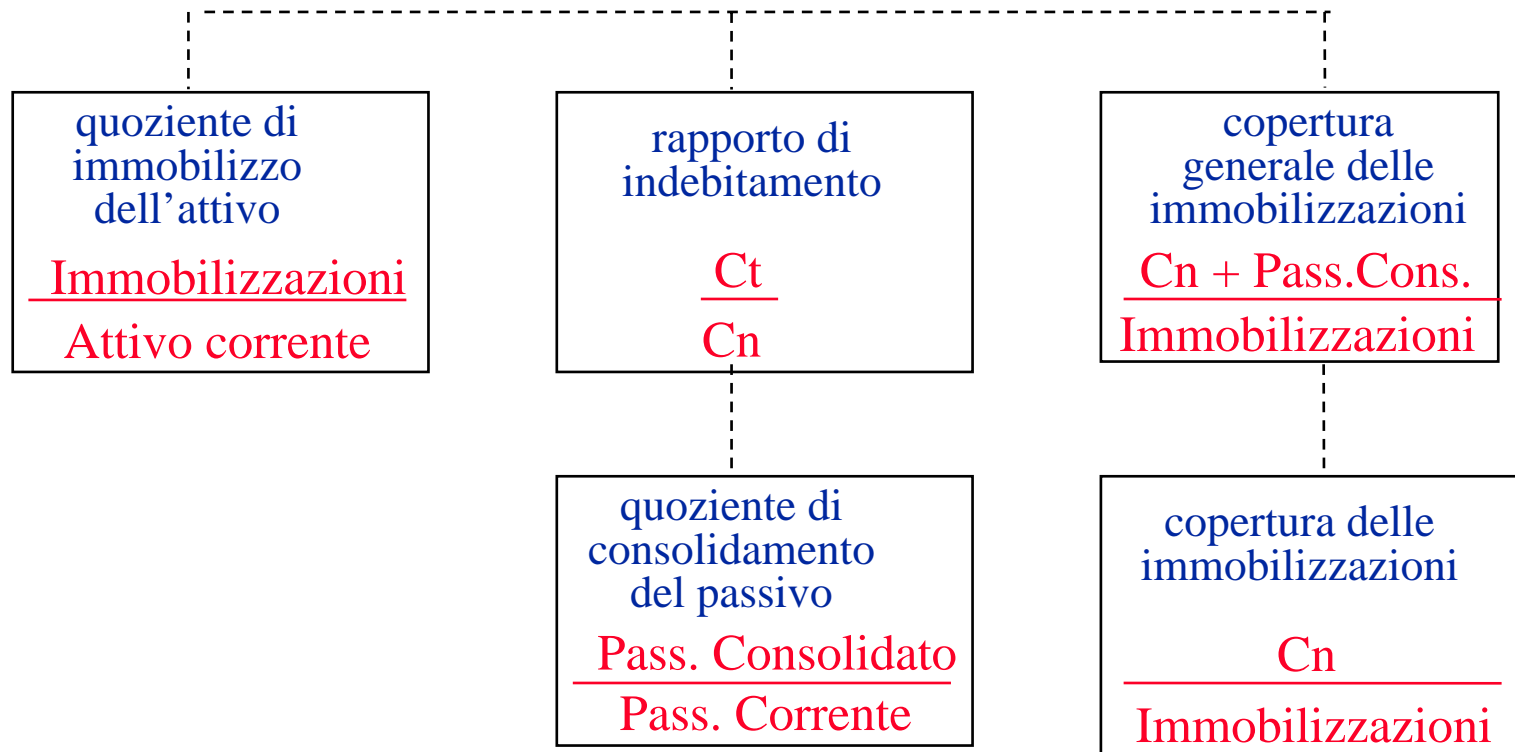 quoziente di
immobilizzo
dell’attivo
Immobilizzazioni
Attivo corrente
rapporto di
indebitamento
Ct
Cn
copertura
generale delle
immobilizzazioni
Cn + Pass.Cons.
Immobilizzazioni
quoziente di
consolidamento
del passivo
Pass. Consolidato
Pass. Corrente
copertura delle
immobilizzazioni
Cn
Immobilizzazioni